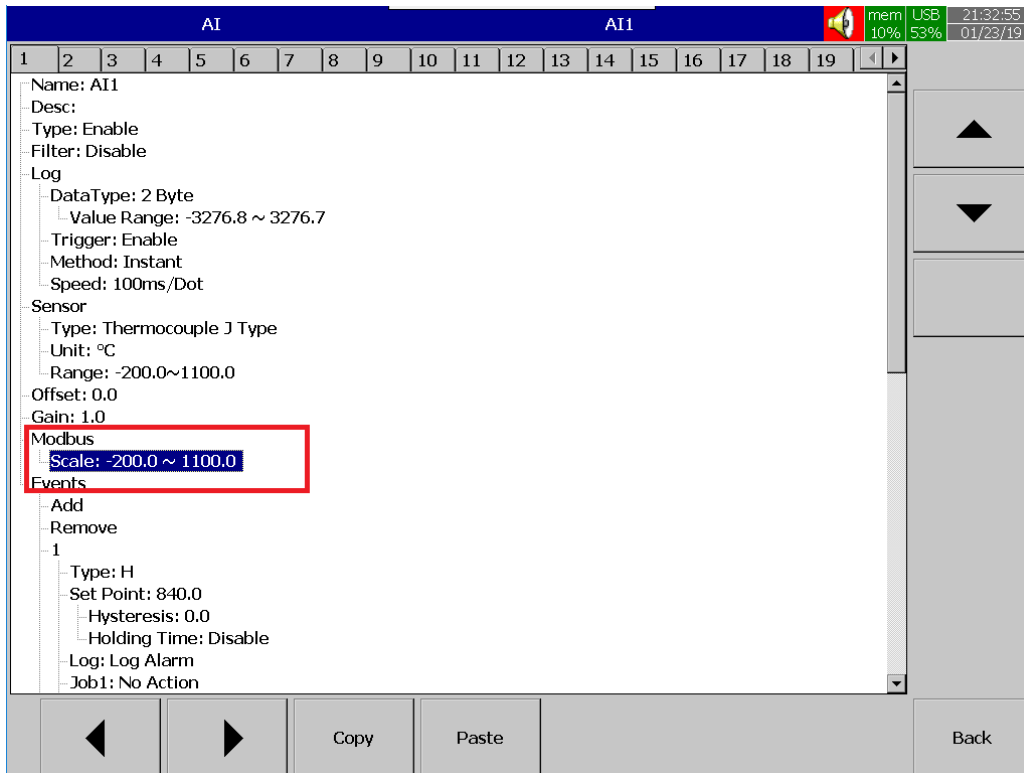 AI AI1 mem USB 21:32:55
10% 53% 01/23/19
1 2 3 4 5 6 7 8 9 10 11 12 13 14 15 16 17 18 19
Name: AI1
Desc:
Type: Enable
Filter: Disable
Log
DataType: 2 Byte
Value Range: -3276.8 ~ 3276.7
Trigger: Enable
Method: Instant
Speed: 100ms/Dot
Sensor
Type: Thermocouple J Type
Unit: °C
Range: -200.0~1100.0
Offset: 0.0
Gain: 1.0
Modbus
Scale: -200.0 ~ 1100.0
Events
Add
Remove
1
Type: H
Set Point: 840.0
Hysteresis: 0.0
Holding Time: Disable
Log: Log Alarm
Job1: No Action
Copy Paste Back